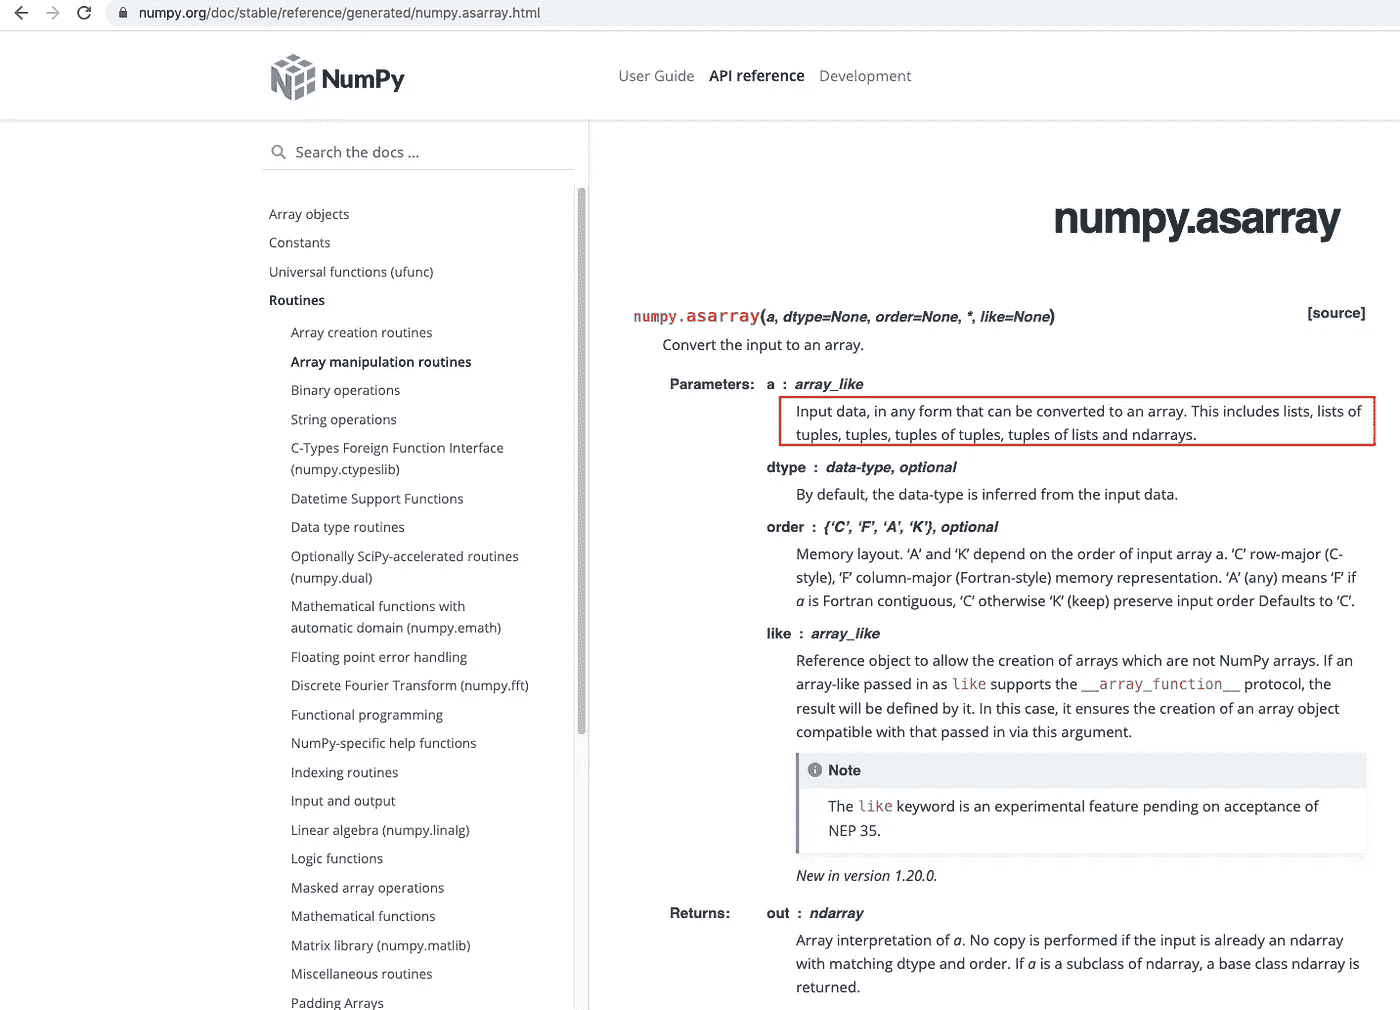 numpy.org/doc/stable/reference/generated/numpy.asarray.html
NumPy
User Guide API reference Development
Search the docs ...
Array objects
Constants
Universal functions (ufunc)
Routines
Array creation routines
Array manipulation routines
Binary operations
String operations
C-Types Foreign Function Interface
(numpy.ctypeslib)
Datetime Support Functions
Data type routines
Optionally SciPy-accelerated routines
(numpy.dual)
Mathematical functions with
automatic domain (numpy.emath)
Floating point error handling
Discrete Fourier Transform (numpy.fft)
Functional programming
NumPy-specific help functions
Indexing routines
Input and output
Linear algebra (numpy.linalg)
Logic functions
Masked array operations
Mathematical functions
Matrix library (numpy.matlib)
Miscellaneous routines
Padding Arrays
numpy.asarray
numpy.asarray(a, dtype=None, order=None, *, like=None) [source]
Convert the input to an array.
Parameters: a : array_like
Input data, in any form that can be converted to an array. This includes lists, lists of
tuples, tuples, tuples of tuples, tuples of lists and ndarrays.
dtype : data-type, optional
By default, the data-type is inferred from the input data.
order : {‘C’, ‘F’, ‘A’, ‘K’}, optional
Memory layout. ‘A’ and ‘K’ depend on the order of input array a. ‘C’ row-major (C-
style), ‘F’ column-major (Fortran-style) memory representation. ‘A’ (any) means ‘F’ if
a is Fortran contiguous, ‘C’ otherwise ‘K’ (keep) preserve input order Defaults to ‘C’.
like : array_like
Reference object to allow the creation of arrays which are not NumPy arrays. If an
array-like passed in as like supports the __array_function__ protocol, the
result will be defined by it. In this case, it ensures the creation of an array object
compatible with that passed in via this argument.
Note
The like keyword is an experimental feature pending on acceptance of
NEP 35.
New in version 1.20.0.
Returns: out : ndarray
Array interpretation of a. No copy is performed if the input is already an ndarray
with matching dtype and order. If a is a subclass of ndarray, a base class ndarray is
returned.